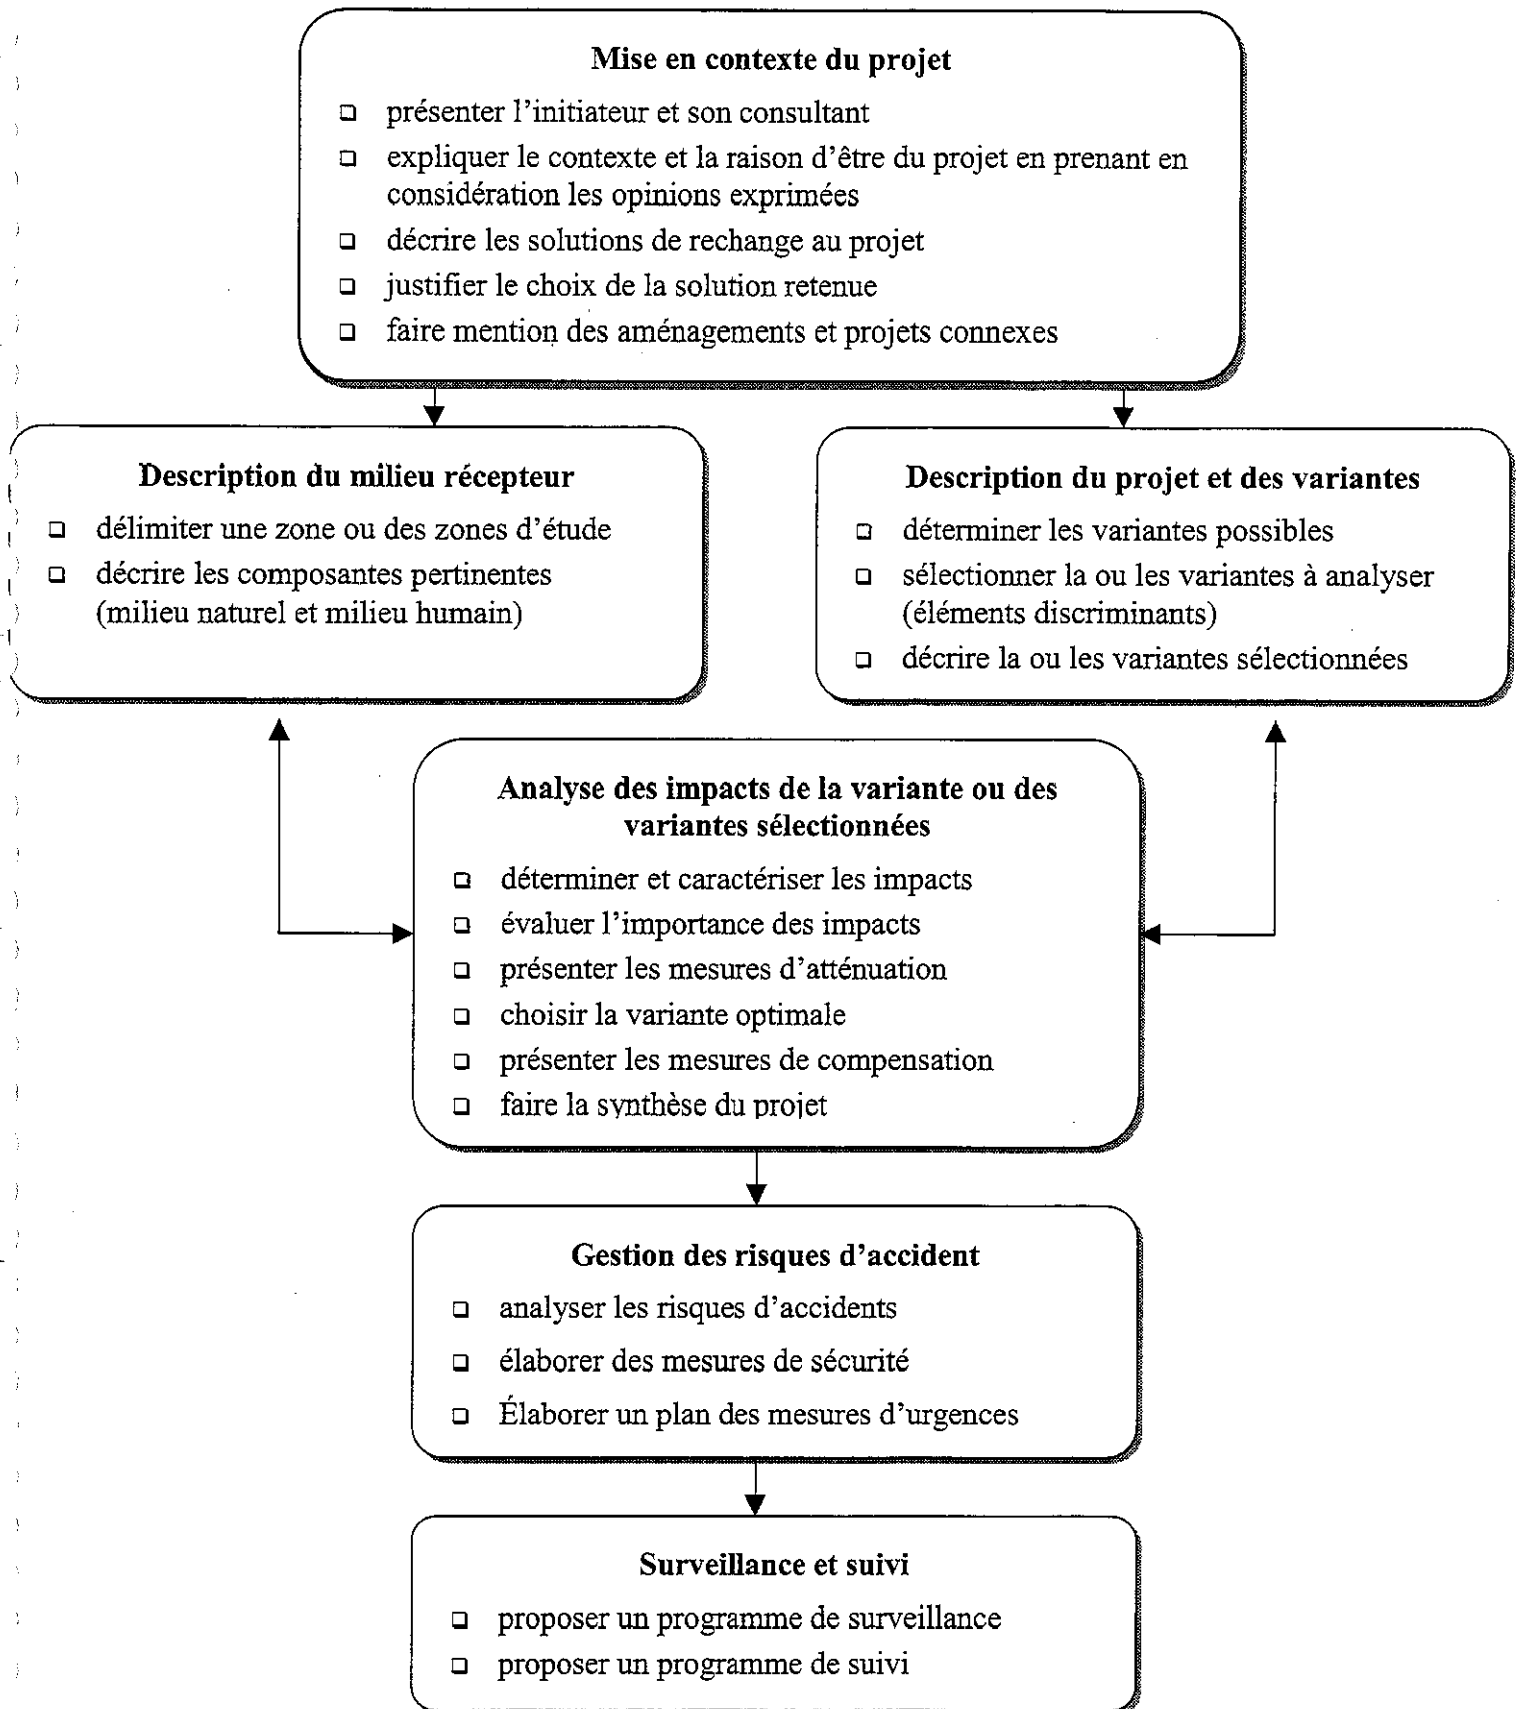 Mise en contexte du projet
❑ présenter l'initiateur et son consultant
❑ expliquer le contexte et la raison d'être du projet en prenant en
considération les opinions exprimées
❑ décrire les solutions de rechange au projet
❑ justifier le choix de la solution retenue
❑ faire mention des aménagements et projets connexes
Description du milieu récepteur
❑ délimiter une zone ou des zones d'étude
❑ décrire les composantes pertinentes
(milieu naturel et milieu humain)
Description du projet et des variantes
❑ déterminer les variantes possibles
❑ sélectionner la ou les variantes à analyser
(éléments discriminants)
❑ décrire la ou les variantes sélectionnées
Analyse des impacts de la variante ou des
variantes sélectionnées
❑ déterminer et caractériser les impacts
❑ évaluer l'importance des impacts
❑ présenter les mesures d'atténuation
❑ choisir la variante optimale
❑ présenter les mesures de compensation
❑ faire la synthèse du projet
Gestion des risques d'accident
❑ analyser les risques d'accidents
❑ élaborer des mesures de sécurité
❑ Élaborer un plan des mesures d'urgences
Surveillance et suivi
❑ proposer un programme de surveillance
❑ proposer un programme de suivi